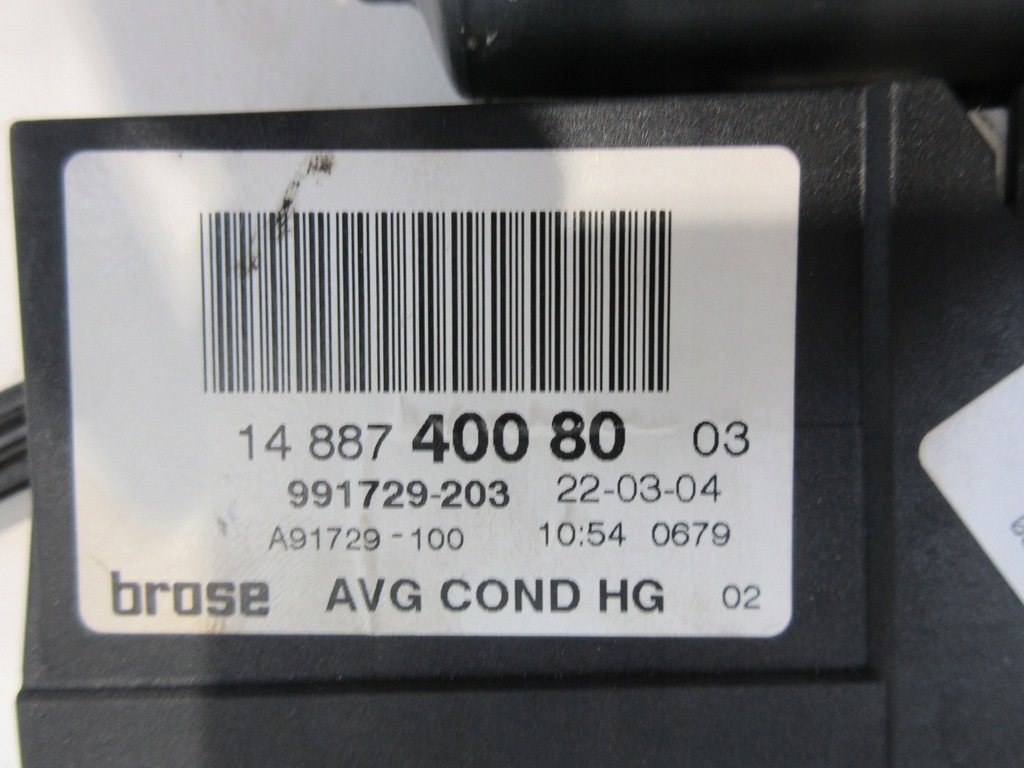 14 887 400 80 03
991729-203 22-03-04
A91729-100 10:54 0679
brose AVG COND HG 02